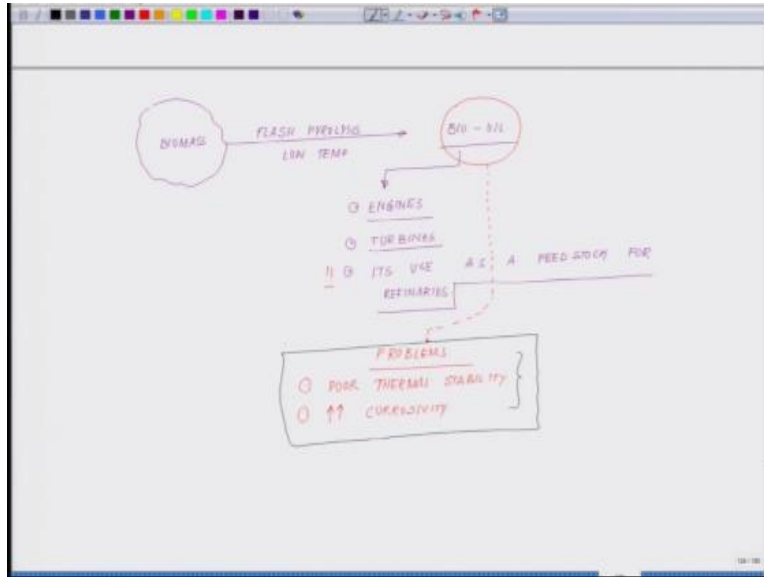 BIOMASS
FLASH PYROLYSIS
LOW TEMP
BIO-OIL
ENGINES
TURBINES
ITS USE AS A FEED STOCK FOR
REFINARIES
PROBLEMS
POOR THERMAL STABILITY
↑↑ CORROSIVITY